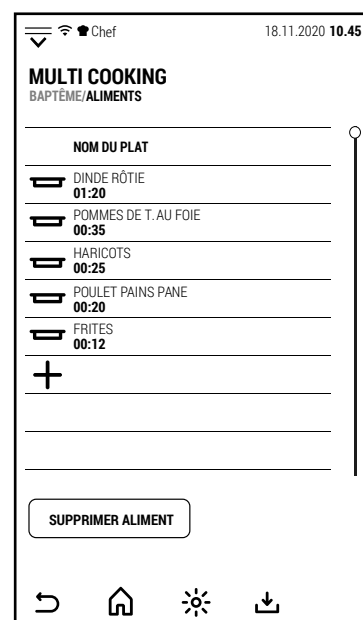 Chef 18.11.2020 10.45
MULTI COOKING
BAPTÊME/ALIMENTS
NOM DU PLAT
DINDE RÔTIE
01:20
POMMES DE T. AU FOIE
00:35
HARICOTS
00:25
POULET PAINS PANE
00:20
FRITES
00:12
SUPPRIMER ALIMENT